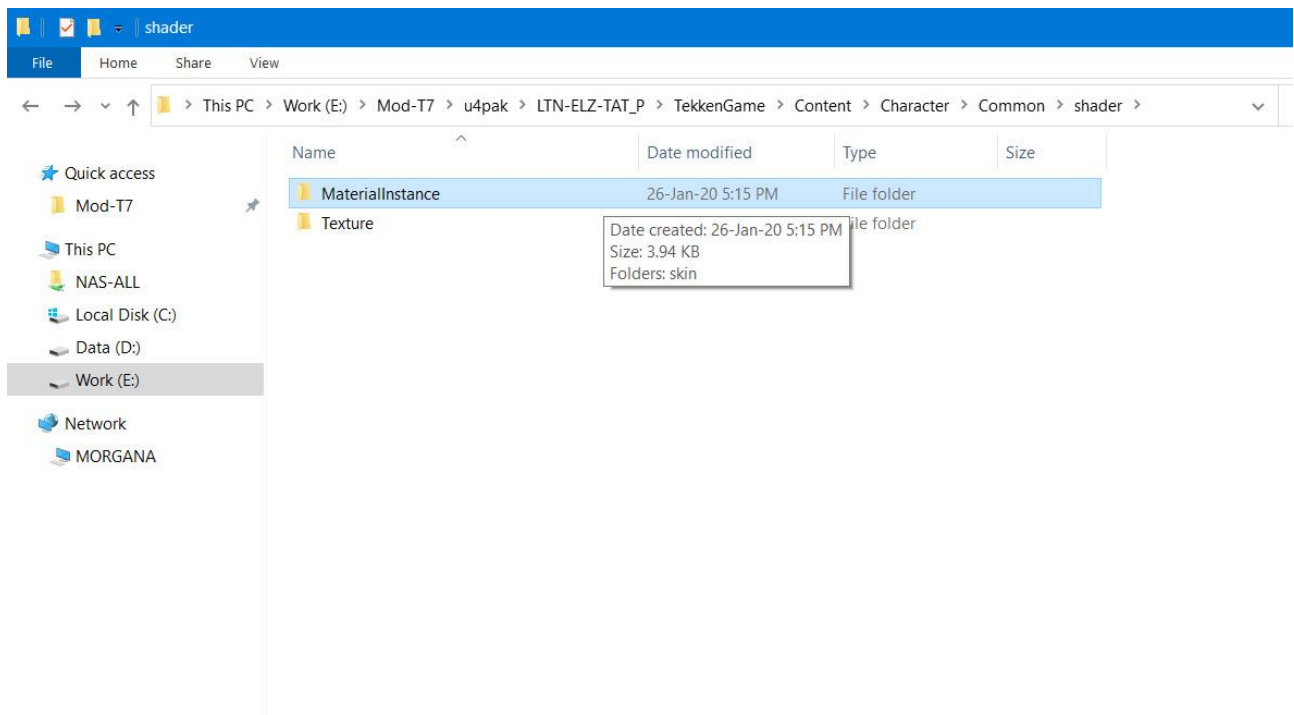 shader
File Home Share View
This PC > Work (E:) > Mod-T7 > u4pak > LTN-ELZ-TAT_P > TekkenGame > Content > Character > Common > shader >
Name Date modified Type Size
Quick access
Mod-T7
This PC
NAS-ALL
Local Disk (C:)
Data (D:)
Work (E:)
Network
MORGANA
MaterialInstance 26-Jan-20 5:15 PM File folder
Texture ile folder
Date created: 26-Jan-20 5:15 PM
Size: 3.94 KB
Folders: skin